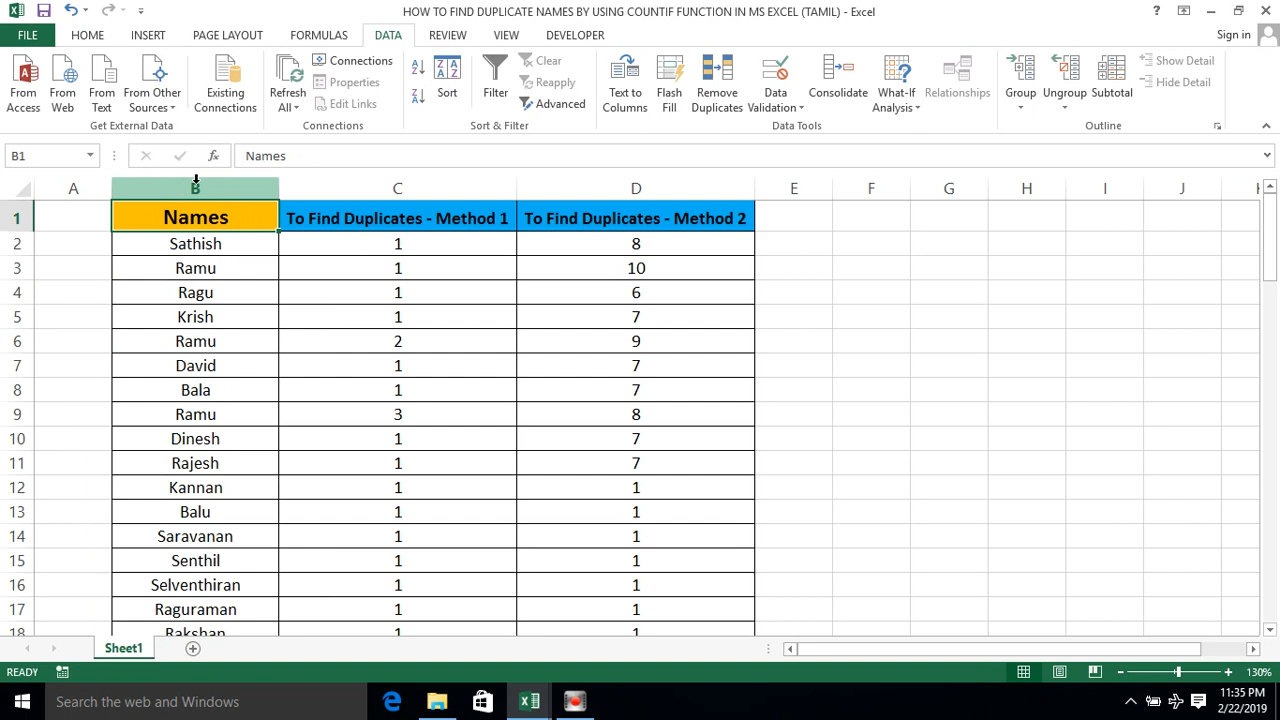 HOW TO FIND DUPLICATE NAMES BY USING COUNTIF FUNCTION IN MS EXCEL (TAMIL) - Excel
FILE HOME INSERT PAGE LAYOUT FORMULAS DATA REVIEW VIEW DEVELOPER Sign in
From Access
From Web
From Text
From Other Sources
Existing Connections
Get External Data
Refresh All
Connections
Properties
Edit Links
Connections
Sort
Filter
Clear
Reapply
Advanced
Sort & Filter
Text to Columns
Flash Fill
Remove Duplicates
Data Validation
Consolidate
What-If Analysis
Relationships
Data Tools
Group
Ungroup
Subtotal
Show Detail
Hide Detail
Outline
B1 fx Names
A B C D E F G H I J
1 Names To Find Duplicates - Method 1 To Find Duplicates - Method 2
2 Sathish 1 8
3 Ramu 1 10
4 Ragu 1 6
5 Krish 1 7
6 Ramu 2 9
7 David 1 7
8 Bala 1 7
9 Ramu 3 8
10 Dinesh 1 7
11 Rajesh 1 7
12 Kannan 1 1
13 Balu 1 1
14 Saravanan 1 1
15 Senthil 1 1
16 Selventhiran 1 1
17 Raguraman 1 1
18 Rakshan 1 1
Sheet1
READY 130%
Search the web and Windows
11:35 PM
2/22/2019